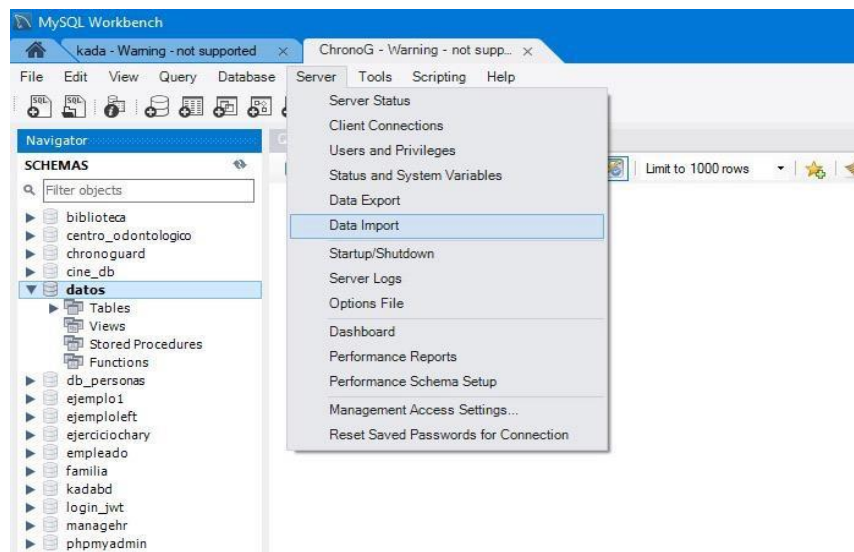 MySQL Workbench
kada - Warning - not supported ×
ChronoG - Warning - not supp... ×
File Edit View Query Database Server Tools Scripting Help
SQL SQL
Navigator
SCHEMAS
Filter objects
biblioteca
centro_odontologico
chronoguard
cine_db
datos
Tables
Views
Stored Procedures
Functions
db_personas
ejemplo1
ejemploleft
ejerciciochary
empleado
familia
kadabd
login_jwt
managehr
phpmyadmin
Server Status
Client Connections
Users and Privileges
Status and System Variables
Data Export
Data Import
Startup/Shutdown
Server Logs
Options File
Dashboard
Performance Reports
Performance Schema Setup
Management Access Settings...
Reset Saved Passwords for Connection
Limit to 1000 rows